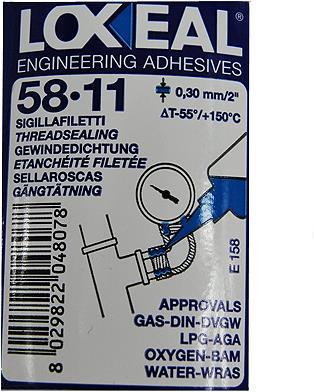 LOXEAL®
ENGINEERING ADHESIVES
58·11
0,30 mm/2"
ΔT-55°/+150°C
SIGILLAFILETTI
THREADSEALING
GEWINDEDICHTUNG
ETANCHÉITÉ FILETÉE
SELLAROSCAS
GÄNGTÄTNING
8 029822 048078
E 158
APPROVALS
GAS-DIN-DVGW
LPG-AGA
OXYGEN-BAM
WATER-WRAS